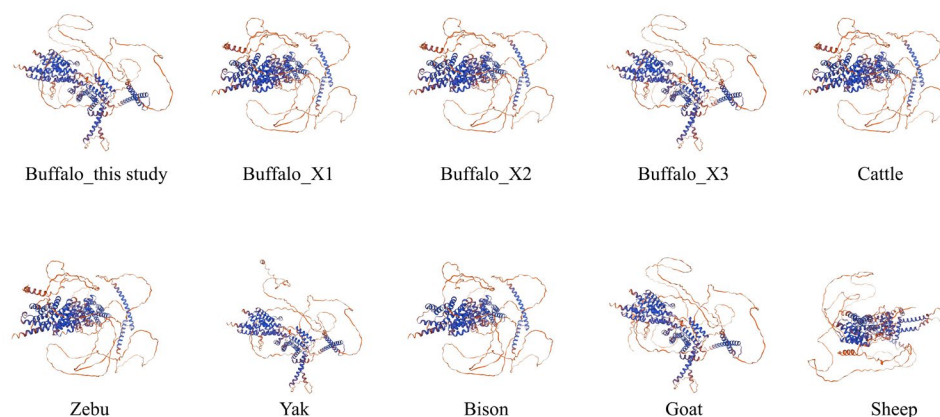 Buffalo_this study Buffalo_X1 Buffalo_X2 Buffalo_X3 Cattle
Zebu Yak Bison Goat Sheep